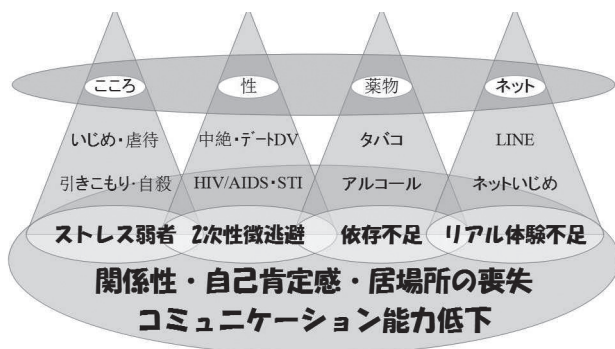 こころ 性 薬物 ネット
いじめ・虐待 中絶・デートDV タバコ LINE
引きこもり・自殺 HIV/AIDS・STI アルコール ネットいじめ
ストレス弱者 2次性徴逃避 依存不足 リアル体験不足
関係性・自己肯定感・居場所の喪失
コミュニケーション能力低下